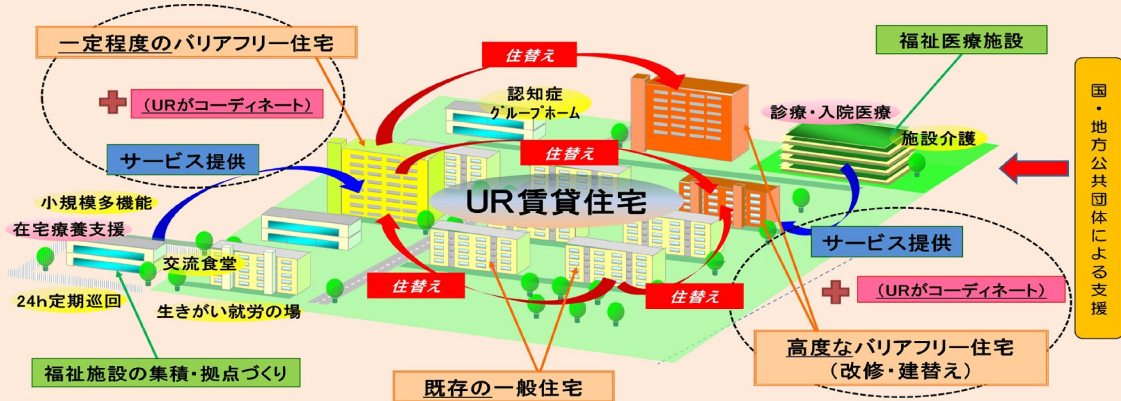 一定程度のバリアフリー住宅
(URがコーディネート)
サービス提供
小規模多機能
在宅療養支援
交流食堂
24h定期巡回
生きがい就労の場
福祉施設の集積・拠点づくり
住替え
認知症
グループホーム
住替え
UR賃貸住宅
住替え
住替え
既存の一般住宅
福祉医療施設
診療・入院医療
施設介護
サービス提供
(URがコーディネート)
高度なバリアフリー住宅
(改修・建替え)
国・地方公共団体による支援